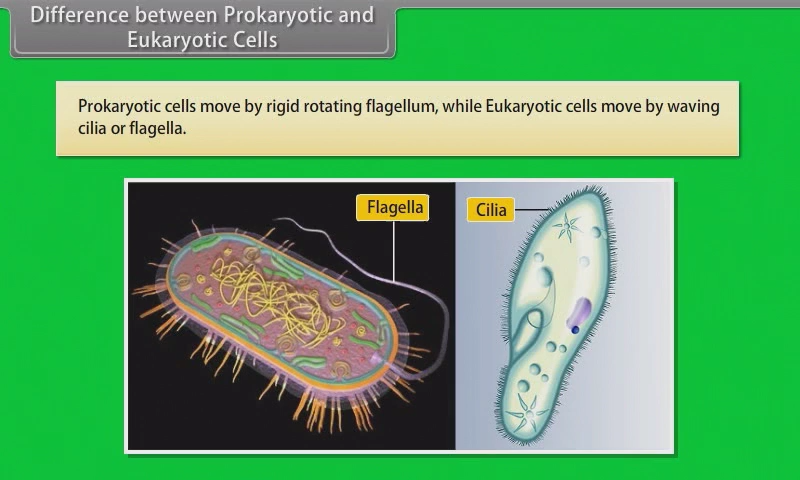 Difference between Prokaryotic and
Eukaryotic Cells
Prokaryotic cells move by rigid rotating flagellum, while Eukaryotic cells move by waving
cilia or flagella.
Flagella
Cilia